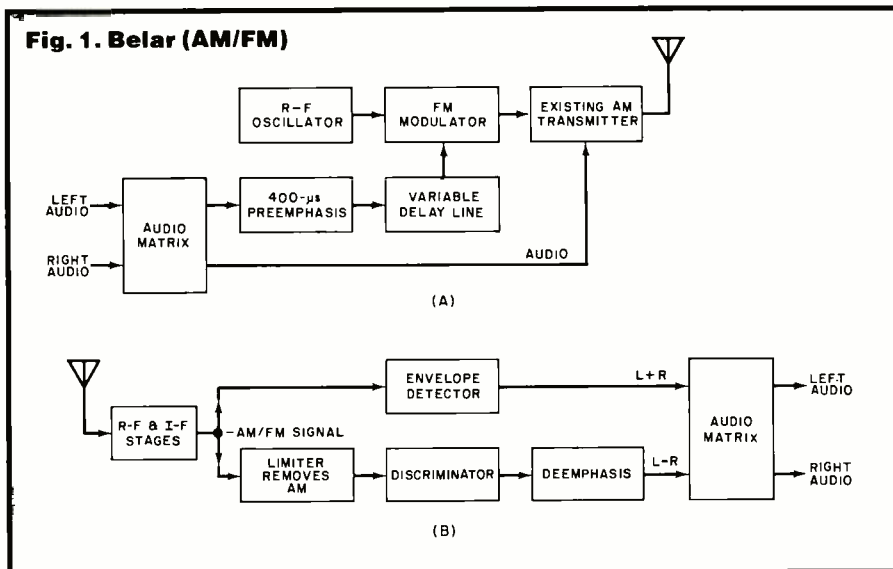 Fig. 1. Belar (AM/FM)
R-F
OSCILLATOR
FM
MODULATOR
EXISTING AM
TRANSMITTER
LEFT
AUDIO
RIGHT
AUDIO
AUDIO
MATRIX
400-μs
PREEMPHASIS
VARIABLE
DELAY LINE
AUDIO
(A)
R-F & I-F
STAGES
AM/FM SIGNAL
ENVELOPE
DETECTOR
L+R
LIMITER
REMOVES
AM
DISCRIMINATOR
DEEMPHASIS
L-R
AUDIO
MATRIX
LEFT
AUDIO
RIGHT
AUDIO
(B)